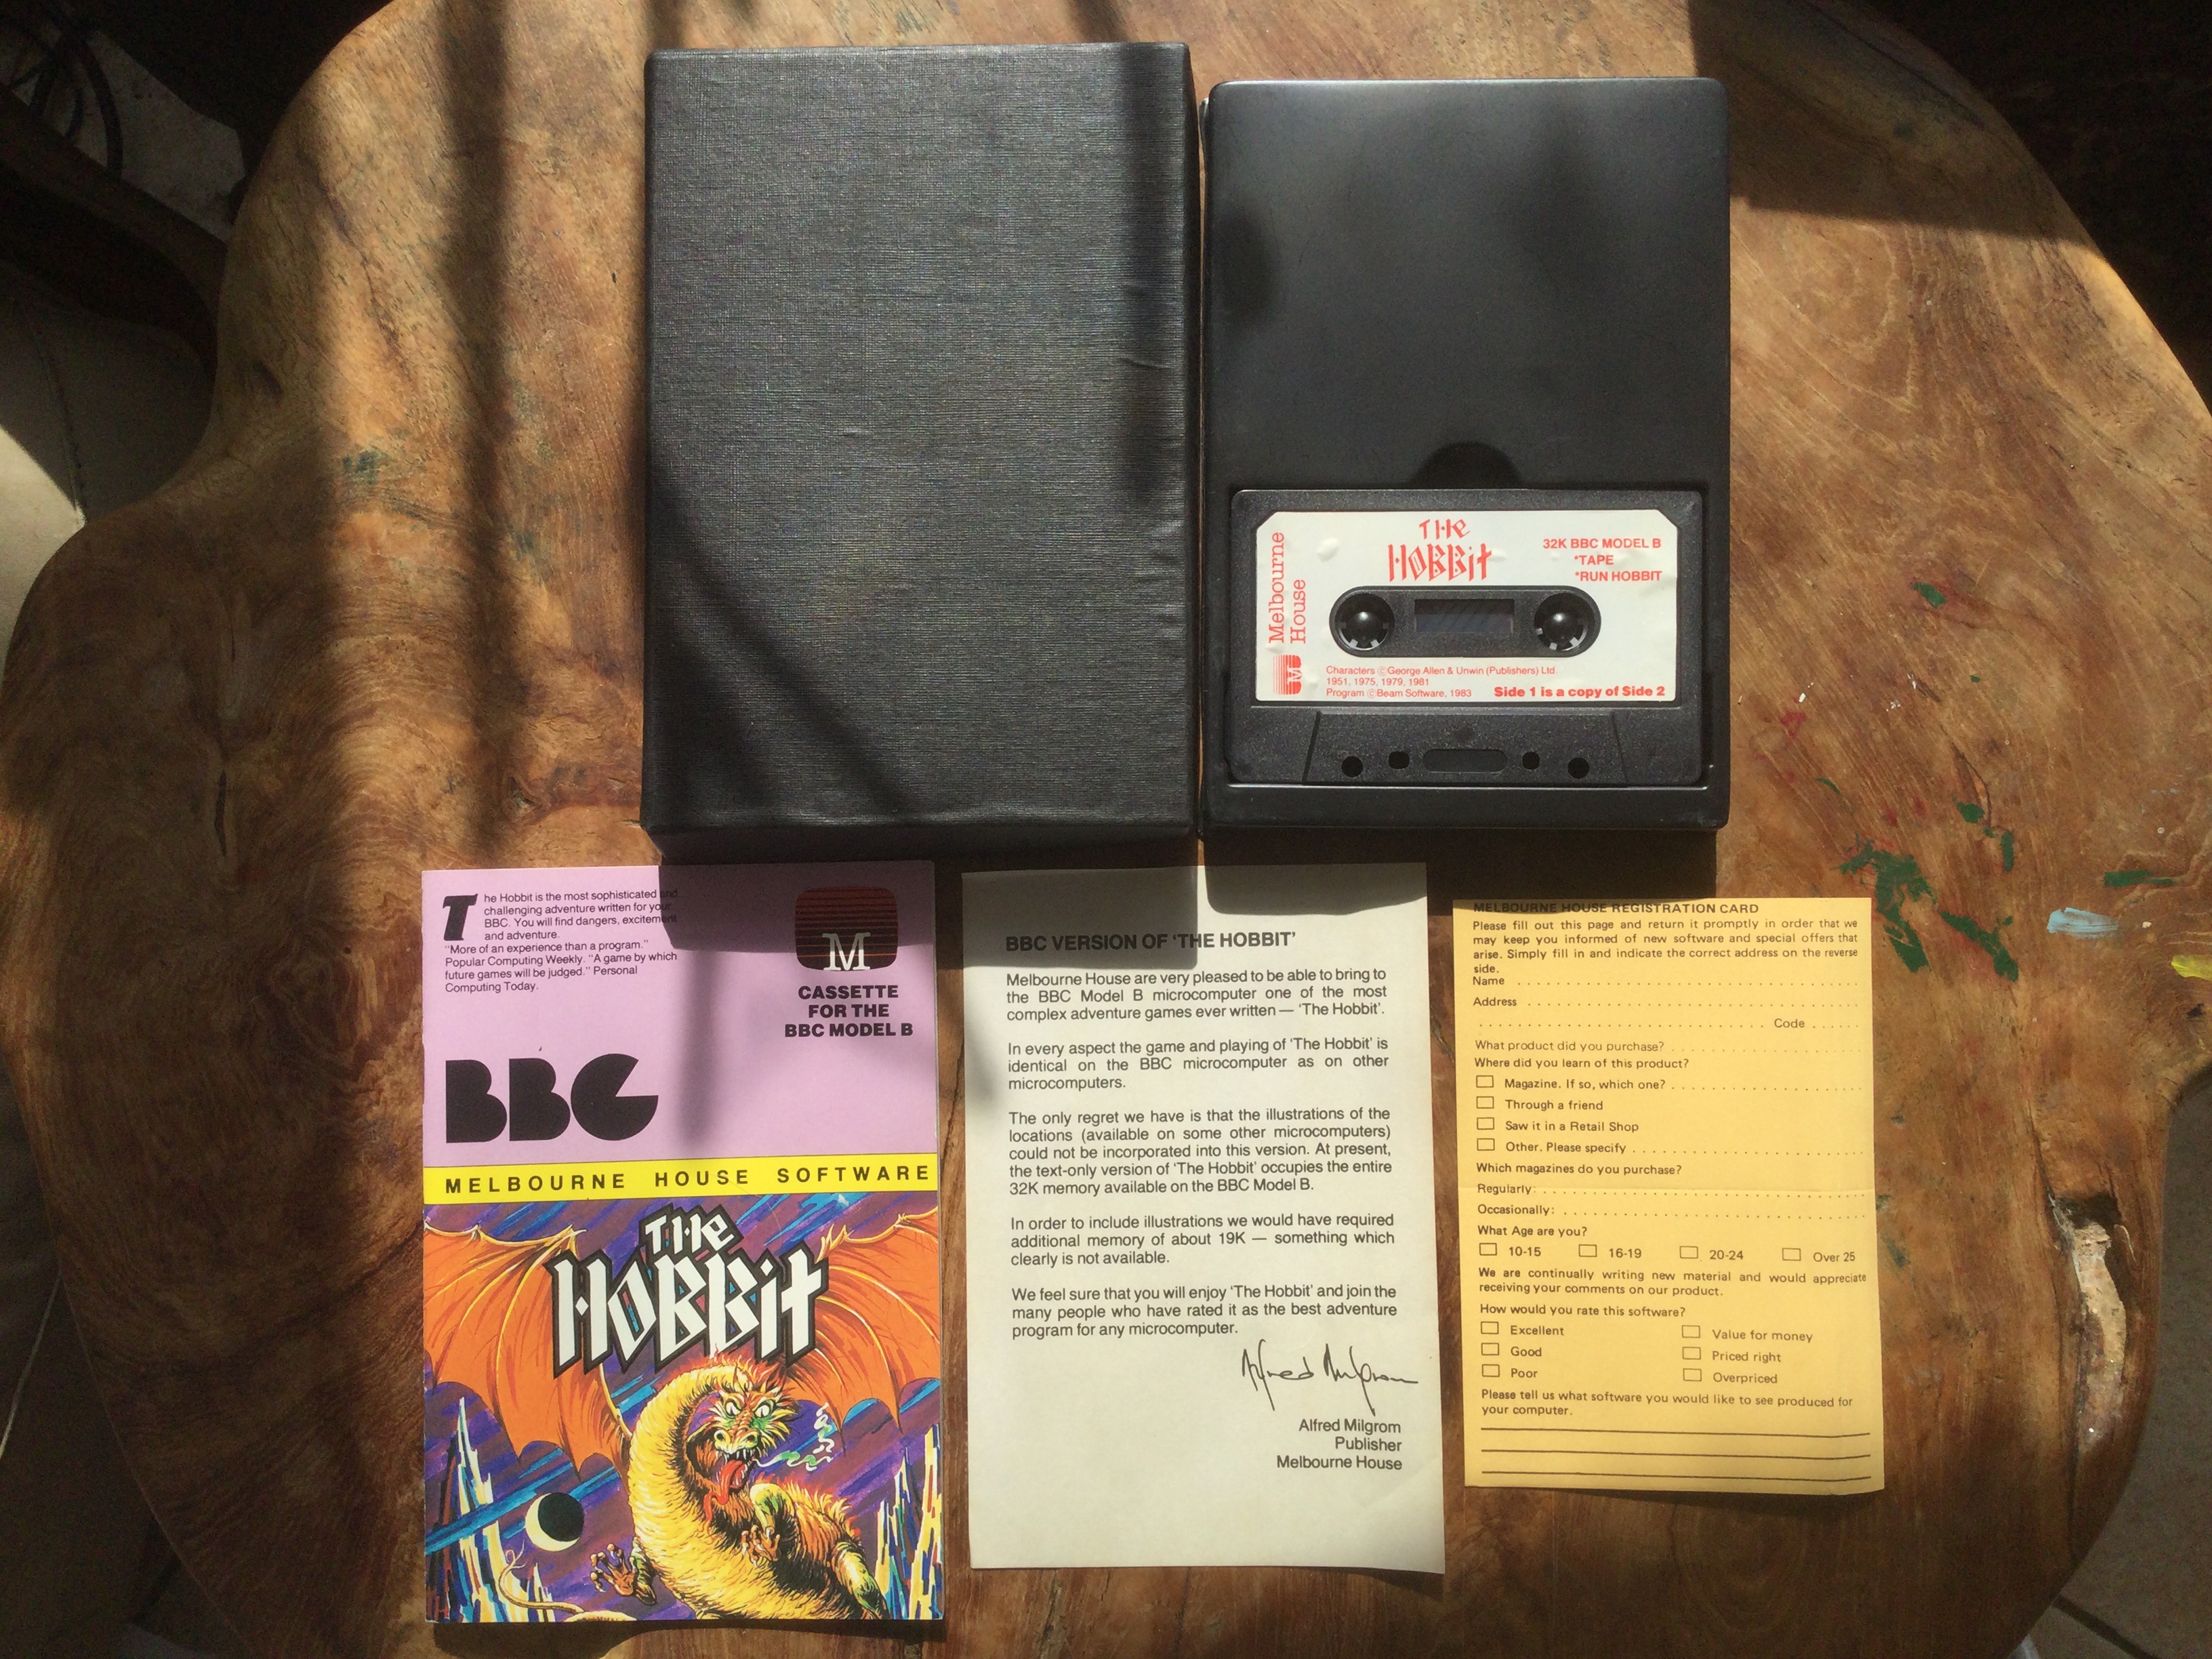 THE
HOBBIT
32K BBC MODEL B
*TAPE
*RUN HOBBIT
Melbourne
House
M
Characters ©George Allen & Unwin (Publishers) Ltd.
1951, 1975, 1979, 1981
Program ©Beam Software, 1983
Side 1 is a copy of Side 2
The Hobbit is the most sophisticated and
challenging adventure written for your
BBC. You will find dangers, excitement
and adventure.
"More of an experience than a program."
Popular Computing Weekly. "A game by which
future games will be judged." Personal
Computing Today.
M
CASSETTE
FOR THE
BBC MODEL B
BBC
MELBOURNE HOUSE SOFTWARE
THE
HOBBIT
BBC VERSION OF 'THE HOBBIT'
Melbourne House are very pleased to be able to bring to
the BBC Model B microcomputer one of the most
complex adventure games ever written — 'The Hobbit'.
In every aspect the game and playing of 'The Hobbit' is
identical on the BBC microcomputer as on other
microcomputers.
The only regret we have is that the illustrations of the
locations (available on some other microcomputers)
could not be incorporated into this version. At present,
the text-only version of 'The Hobbit' occupies the entire
32K memory available on the BBC Model B.
In order to include illustrations we would have required
additional memory of about 19K — something which
clearly is not available.
We feel sure that you will enjoy 'The Hobbit' and join the
many people who have rated it as the best adventure
program for any microcomputer.
Alfred Milgrom
Alfred Milgrom
Publisher
Melbourne House
MELBOURNE HOUSE REGISTRATION CARD
Please fill out this page and return it promptly in order that we
may keep you informed of new software and special offers that
arise. Simply fill in and indicate the correct address on the reverse
side.
Name
Address
Code
What product did you purchase?
Where did you learn of this product?
Magazine. If so, which one?
Through a friend
Saw it in a Retail Shop
Other. Please specify
Which magazines do you purchase?
Regularly:
Occasionally:
What Age are you?
10-15 16-19 20-24 Over 25
We are continually writing new material and would appreciate
receiving your comments on our product.
How would you rate this software?
Excellent Value for money
Good Priced right
Poor Overpriced
Please tell us what software you would like to see produced for
your computer.